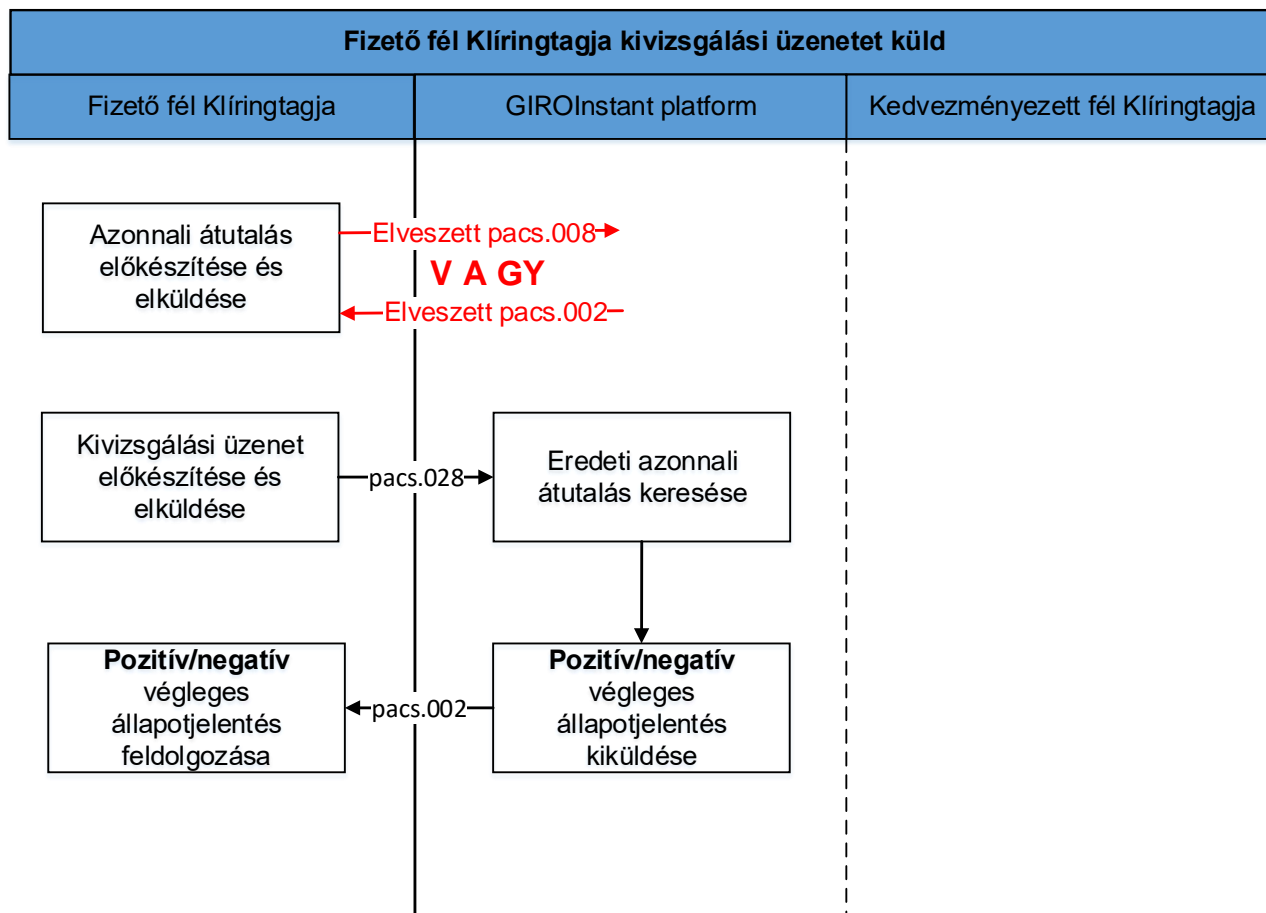 Fizető fél Klíringtagja kivizsgálási üzenetet küld
Fizető fél Klíringtagja
GIROInstant platform
Kedvezményezett fél Klíringtagja
Azonnali átutalás
előkészítése és
elküldése
Elveszett pacs.008
V A GY
Elveszett pacs.002
Kivizsgálási üzenet
előkészítése és
elküldése
pacs.028
Eredeti azonnali
átutalás keresése
Pozitív/negatív
végleges
állapotjelentés
feldolgozása
pacs.002
Pozitív/negatív
végleges
állapotjelentés
kiküldése